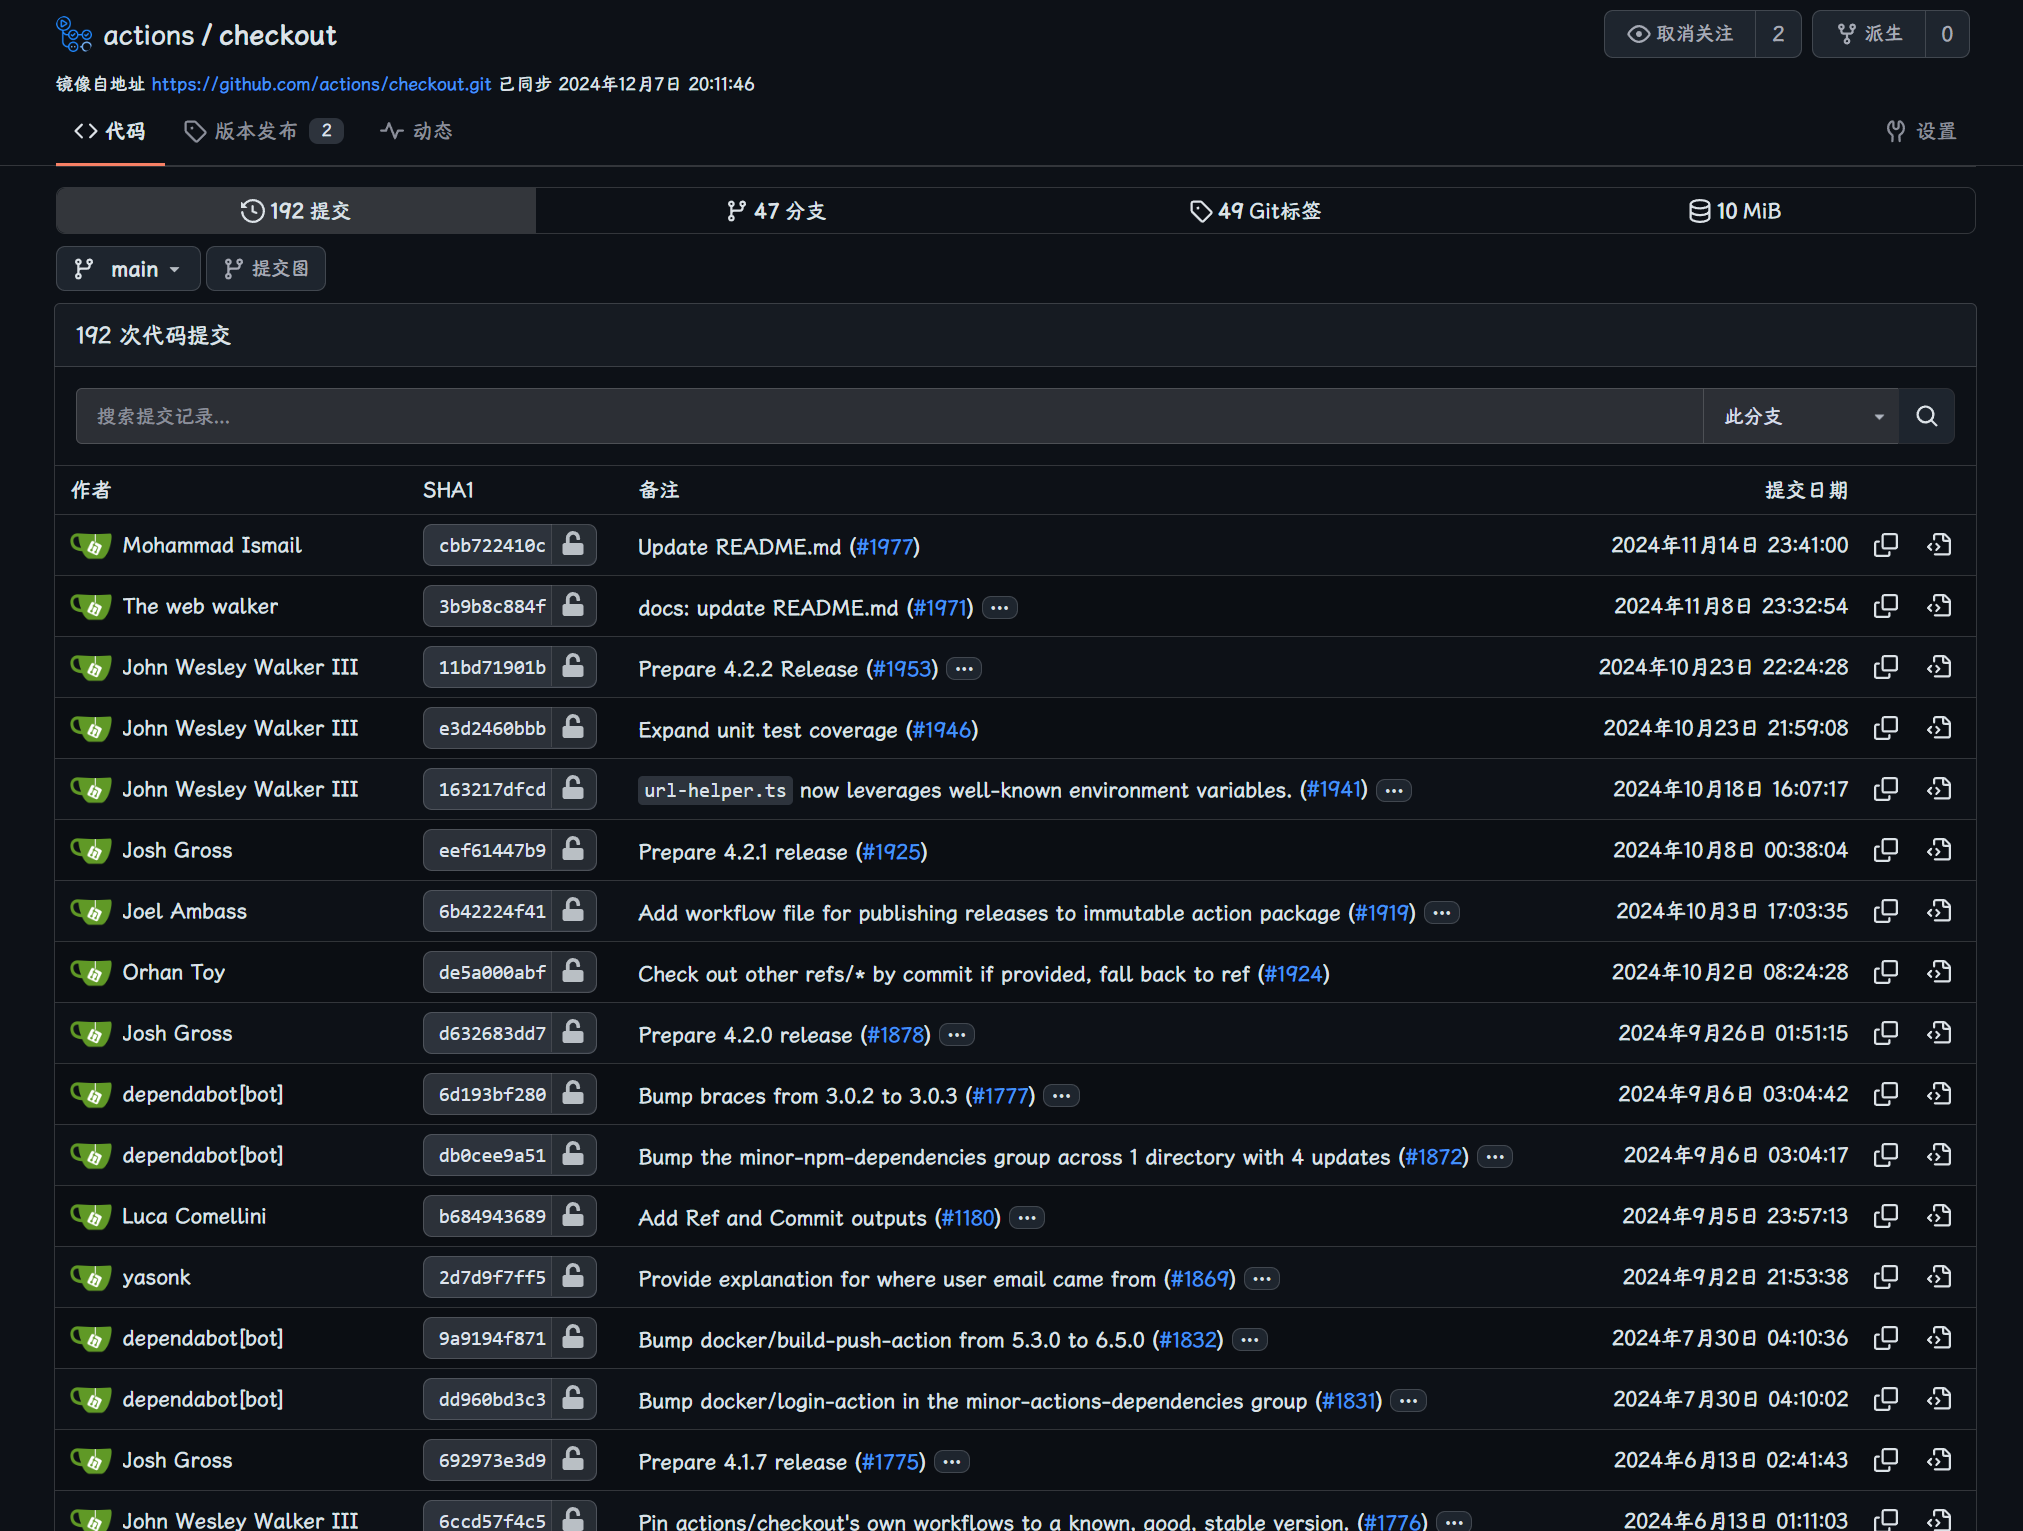 actions / checkout
取消关注 2 派生 0
镜像自地址 https://github.com/actions/checkout.git 已同步 2024年12月7日 20:11:46
代码 版本发布 2 动态 设置
192 提交 47 分支 49 Git标签 10 MiB
main 提交图
192 次代码提交
搜索提交记录... 此分支
作者 SHA1 备注 提交日期
Mohammad Ismail cbb722410c Update README.md (#1977) 2024年11月14日 23:41:00
The web walker 3b9b8c884f docs: update README.md (#1971) ... 2024年11月8日 23:32:54
John Wesley Walker III 11bd71901b Prepare 4.2.2 Release (#1953) ... 2024年10月23日 22:24:28
John Wesley Walker III e3d2460bbb Expand unit test coverage (#1946) 2024年10月23日 21:59:08
John Wesley Walker III 163217dfcd url-helper.ts now leverages well-known environment variables. (#1941) ... 2024年10月18日 16:07:17
Josh Gross eef61447b9 Prepare 4.2.1 release (#1925) 2024年10月8日 00:38:04
Joel Ambass 6b42224f41 Add workflow file for publishing releases to immutable action package (#1919) ... 2024年10月3日 17:03:35
Orhan Toy de5a000abf Check out other refs/* by commit if provided, fall back to ref (#1924) 2024年10月2日 08:24:28
Josh Gross d632683dd7 Prepare 4.2.0 release (#1878) ... 2024年9月26日 01:51:15
dependabot[bot] 6d193bf280 Bump braces from 3.0.2 to 3.0.3 (#1777) ... 2024年9月6日 03:04:42
dependabot[bot] db0cee9a51 Bump the minor-npm-dependencies group across 1 directory with 4 updates (#1872) ... 2024年9月6日 03:04:17
Luca Comellini b684943689 Add Ref and Commit outputs (#1180) ... 2024年9月5日 23:57:13
yasonk 2d7d9f7ff5 Provide explanation for where user email came from (#1869) ... 2024年9月2日 21:53:38
dependabot[bot] 9a9194f871 Bump docker/build-push-action from 5.3.0 to 6.5.0 (#1832) ... 2024年7月30日 04:10:36
dependabot[bot] dd960bd3c3 Bump docker/login-action in the minor-actions-dependencies group (#1831) ... 2024年7月30日 04:10:02
Josh Gross 692973e3d9 Prepare 4.1.7 release (#1775) ... 2024年6月13日 02:41:43
John Wesley Walker III 6ccd57f4c5 Pin actions/checkout's own workflows to a known, good, stable version. (#1776) ... 2024年6月13日 01:11:03